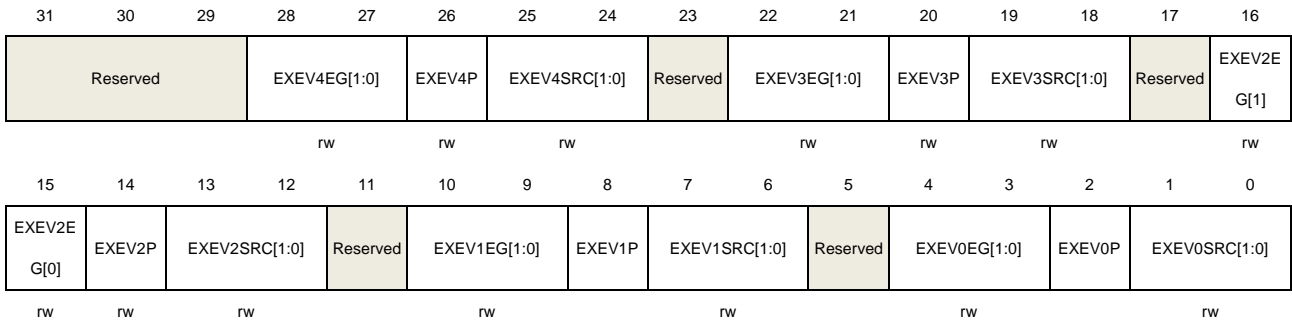 31 30 29 28 27 26 25 24 23 22 21 20 19 18 17 16
Reserved EXEV4EG[1:0] EXEV4P EXEV4SRC[1:0] Reserved EXEV3EG[1:0] EXEV3P EXEV3SRC[1:0] Reserved EXEV2E
G[1]
rw rw rw rw rw rw rw
15 14 13 12 11 10 9 8 7 6 5 4 3 2 1 0
EXEV2E
G[0] EXEV2P EXEV2SRC[1:0] Reserved EXEV1EG[1:0] EXEV1P EXEV1SRC[1:0] Reserved EXEV0EG[1:0] EXEV0P EXEV0SRC[1:0]
rw rw rw rw rw rw rw